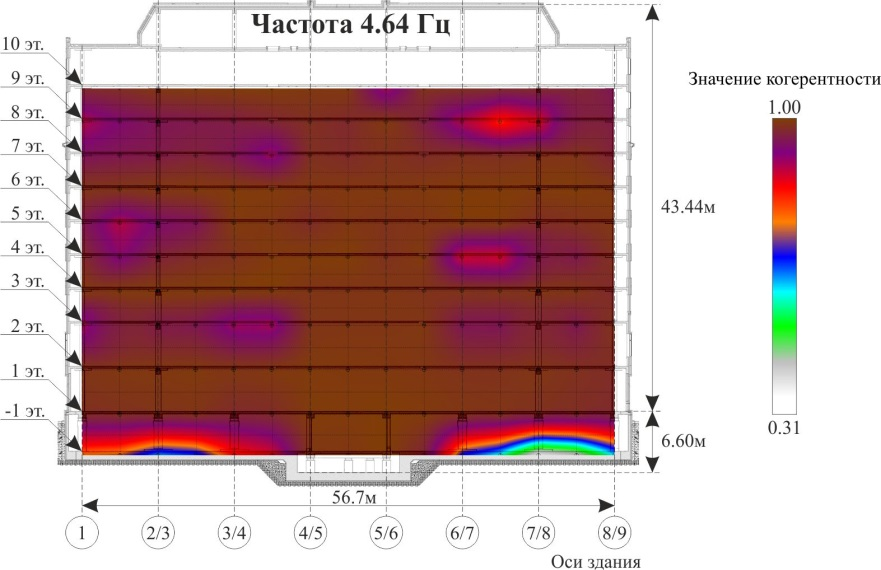 Частота 4.64 Гц
10 эт.
9 эт.
8 эт.
7 эт.
6 эт.
5 эт.
4 эт.
3 эт.
2 эт.
1 эт.
-1 эт.
43.44м
6.60м
56.7м
1 2/3 3/4 4/5 5/6 6/7 7/8 8/9
Оси здания
Значение когерентности
1.00
0.31